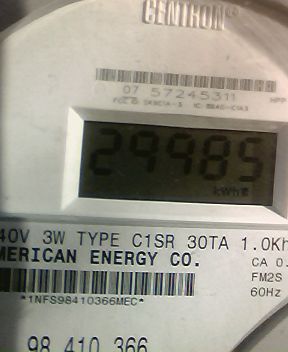 CENTRON®
07 57245311
29985
kWh
40V 3W TYPE C1SR 30TA 1.0Kh
MERICAN ENERGY CO.
CA 0.
FM2S
60Hz
*1NFS98410366MEC*
98 410 366